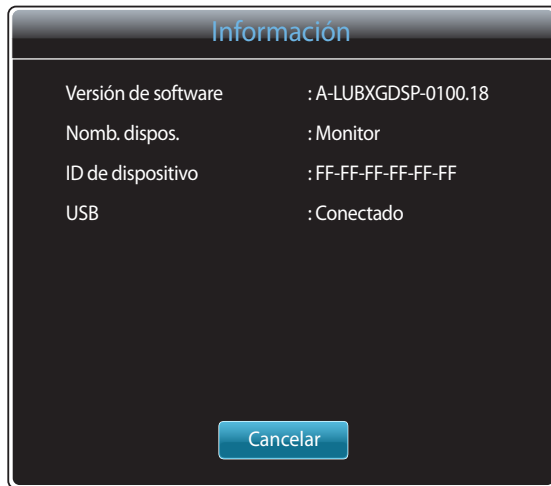 Información
Versión de software : A-LUBXGDSP-0100.18
Nomb. dispos. : Monitor
ID de dispositivo : FF-FF-FF-FF-FF-FF
USB : Conectado
Cancelar